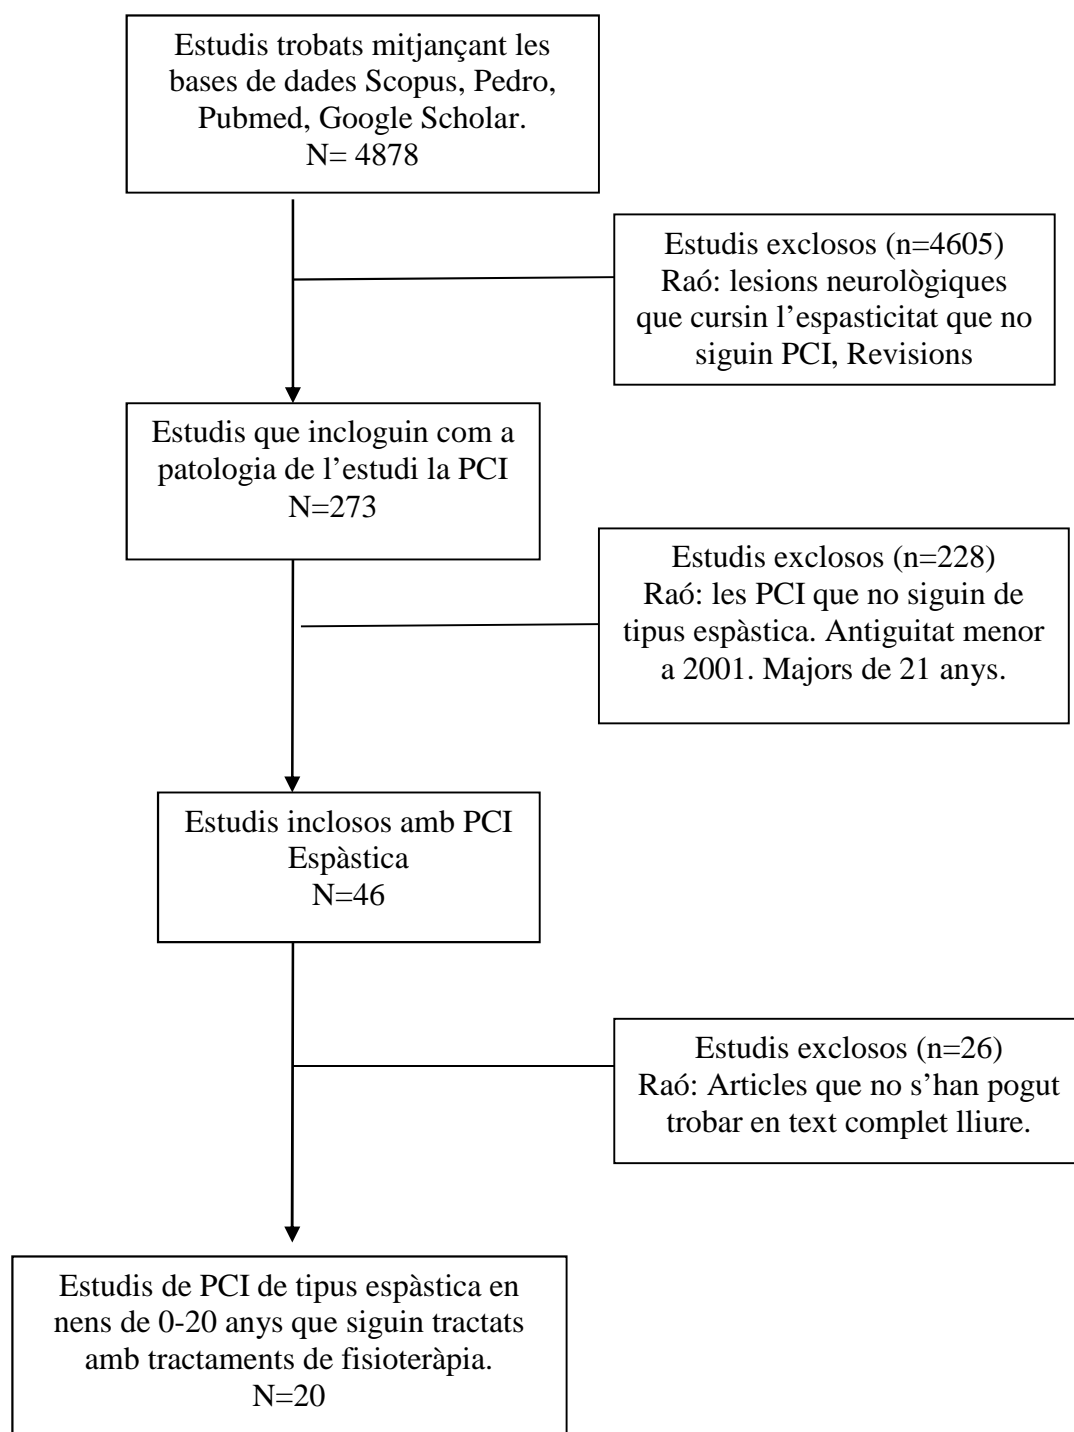 Estudis trobats mitjançant les
bases de dades Scopus, Pedro,
Pubmed, Google Scholar.
N= 4878
Estudis exclosos (n=4605)
Raó: lesions neurològiques
que cursin l’espasticitat que no
siguin PCI, Revisions
Estudis que incloguin com a
patologia de l’estudi la PCI
N=273
Estudis exclosos (n=228)
Raó: les PCI que no siguin de
tipus espàstica. Antiguitat menor
a 2001. Majors de 21 anys.
Estudis inclosos amb PCI
Espàstica
N=46
Estudis exclosos (n=26)
Raó: Articles que no s’han pogut
trobar en text complet lliure.
Estudis de PCI de tipus espàstica en
nens de 0-20 anys que siguin tractats
amb tractaments de fisioteràpia.
N=20